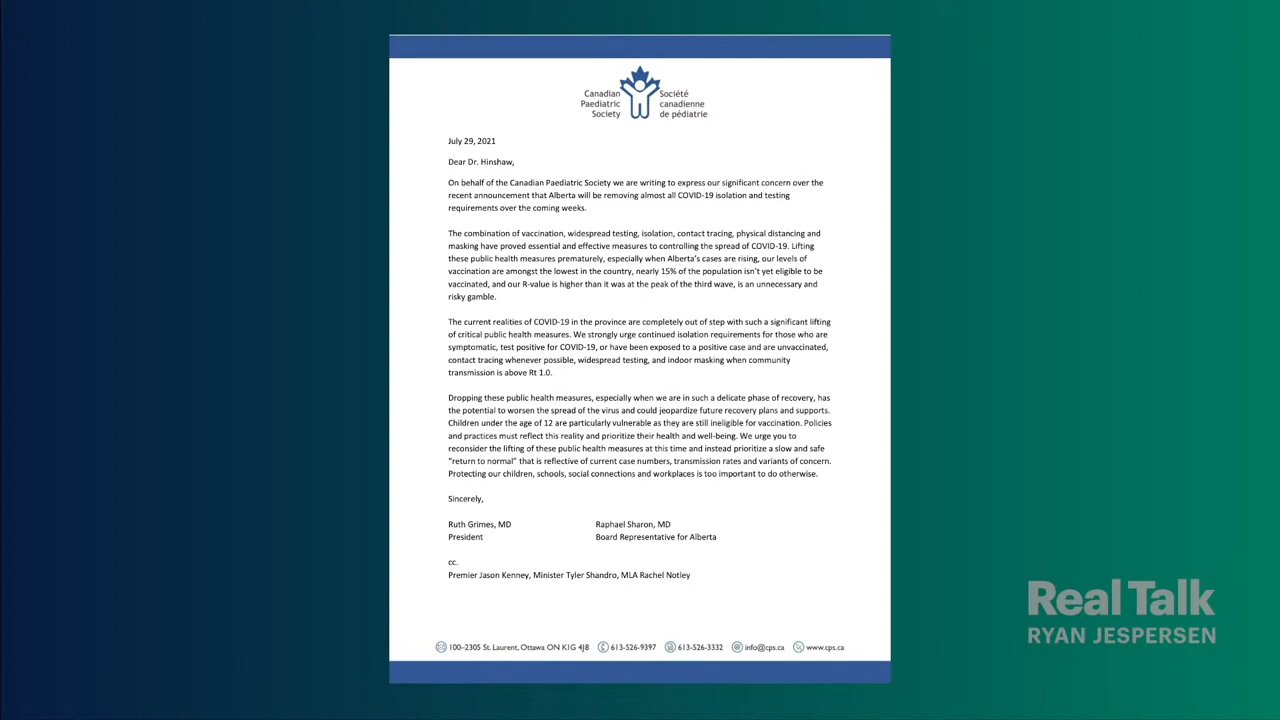 Canadian
Paediatric
Society
Société
canadienne
de pédiatrie
July 29, 2021
Dear Dr. Hinshaw,
On behalf of the Canadian Paediatric Society we are writing to express our significant concern over the
recent announcement that Alberta will be removing almost all COVID-19 isolation and testing
requirements over the coming weeks.
The combination of vaccination, widespread testing, isolation, contact tracing, physical distancing and
masking have proved essential and effective measures to controlling the spread of COVID-19. Lifting
these public health measures prematurely, especially when Alberta's cases are rising, our levels of
vaccination are amongst the lowest in the country, nearly 15% of the population isn't yet eligible to be
vaccinated, and our R-value is higher than it was at the peak of the third wave, is an unnecessary and
risky gamble.
The current realities of COVID-19 in the province are completely out of step with such a significant lifting
of critical public health measures. We strongly urge continued isolation requirements for those who are
symptomatic, test positive for COVID-19, or have been exposed to a positive case and are unvaccinated,
contact tracing whenever possible, widespread testing, and indoor masking when community
transmission is above Rt 1.0.
Dropping these public health measures, especially when we are in such a delicate phase of recovery, has
the potential to worsen the spread of the virus and could jeopardize future recovery plans and supports.
Children under the age of 12 are particularly vulnerable as they are still ineligible for vaccination. Policies
and practices must reflect this reality and prioritize their health and well-being. We urge you to
reconsider the lifting of these public health measures at this time and instead prioritize a slow and safe
"return to normal" that is reflective of current case numbers, transmission rates and variants of concern.
Protecting our children, schools, social connections and workplaces is too important to do otherwise.
Sincerely,
Ruth Grimes, MD Raphael Sharon, MD
President Board Representative for Alberta
cc.
Premier Jason Kenney, Minister Tyler Shandro, MLA Rachel Notley
100–2305 St. Laurent, Ottawa ON K1G 4J8 613-526-9397 613-526-3332 info@cps.ca www.cps.ca
Real Talk
RYAN JESPERSEN